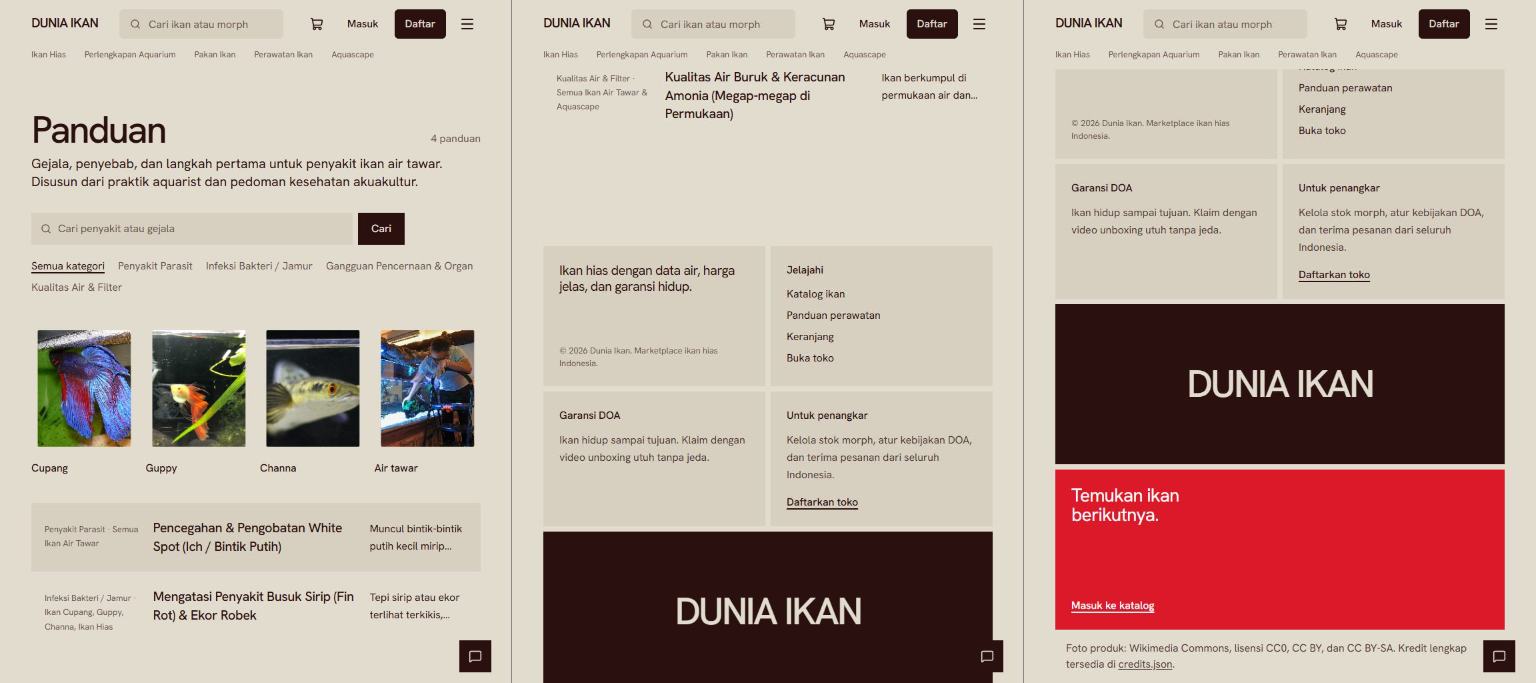 DUNIA IKAN
Cari ikan atau morph
Masuk
Daftar
Ikan Hias
Perlengkapan Aquarium
Pakan Ikan
Perawatan Ikan
Aquascape
Panduan
4 panduan
Gejala, penyebab, dan langkah pertama untuk penyakit ikan air tawar.
Disusun dari praktik aquarist dan pedoman kesehatan akuakultur.
Cari penyakit atau gejala
Cari
Semua kategori
Penyakit Parasit
Infeksi Bakteri / Jamur
Gangguan Pencernaan & Organ
Kualitas Air & Filter
Cupang
Guppy
Channa
Air tawar
Penyakit Parasit · Semua
Ikan Air Tawar
Pencegahan & Pengobatan White
Spot (Ich / Bintik Putih)
Muncul bintik-bintik
putih kecil mirip...
Infeksi Bakteri / Jamur ·
Ikan Cupang, Guppy,
Channa, Ikan Hias
Mengatasi Penyakit Busuk Sirip (Fin
Rot) & Ekor Robek
Tepi sirip atau ekor
terlihat terkikis,...
DUNIA IKAN
Cari ikan atau morph
Masuk
Daftar
Ikan Hias
Perlengkapan Aquarium
Pakan Ikan
Perawatan Ikan
Aquascape
Kualitas Air & Filter ·
Semua Ikan Air Tawar &
Aquascape
Kualitas Air Buruk & Keracunan
Amonia (Megap-megap di
Permukaan)
Ikan berkumpul di
permukaan air dan...
Ikan hias dengan data air, harga
jelas, dan garansi hidup.
© 2026 Dunia Ikan. Marketplace ikan hias
Indonesia.
Jelajahi
Katalog ikan
Panduan perawatan
Keranjang
Buka toko
Garansi DOA
Ikan hidup sampai tujuan. Klaim dengan
video unboxing utuh tanpa jeda.
Untuk penangkar
Kelola stok morph, atur kebijakan DOA,
dan terima pesanan dari seluruh
Indonesia.
Daftarkan toko
DUNIA IKAN
DUNIA IKAN
Cari ikan atau morph
Masuk
Daftar
Ikan Hias
Perlengkapan Aquarium
Pakan Ikan
Perawatan Ikan
Aquascape
© 2026 Dunia Ikan. Marketplace ikan hias
Indonesia.
Katalog ikan
Panduan perawatan
Keranjang
Buka toko
Garansi DOA
Ikan hidup sampai tujuan. Klaim dengan
video unboxing utuh tanpa jeda.
Untuk penangkar
Kelola stok morph, atur kebijakan DOA,
dan terima pesanan dari seluruh
Indonesia.
Daftarkan toko
DUNIA IKAN
Temukan ikan
berikutnya.
Masuk ke katalog
Foto produk: Wikimedia Commons, lisensi CC0, CC BY, dan CC BY-SA. Kredit lengkap
tersedia di credits.json.